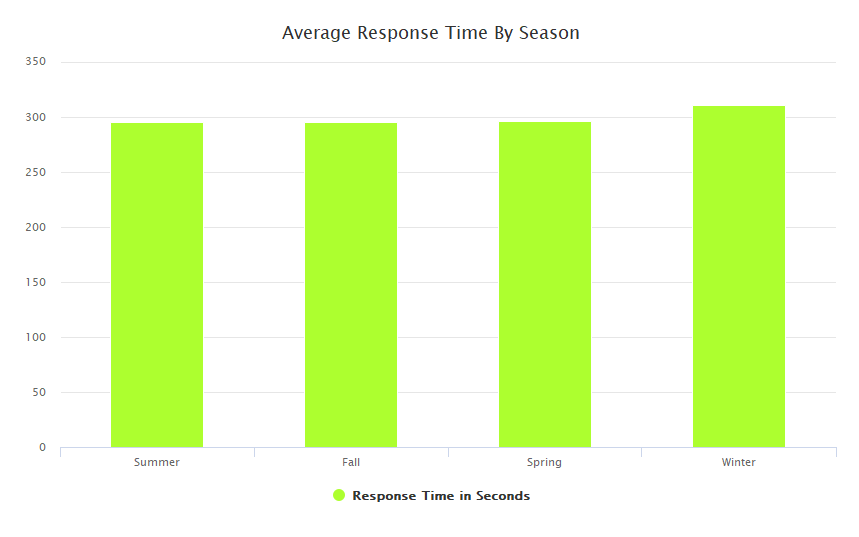 Average Response Time By Season
350
300
250
200
150
100
50
0
Summer Fall Spring Winter
Response Time in Seconds